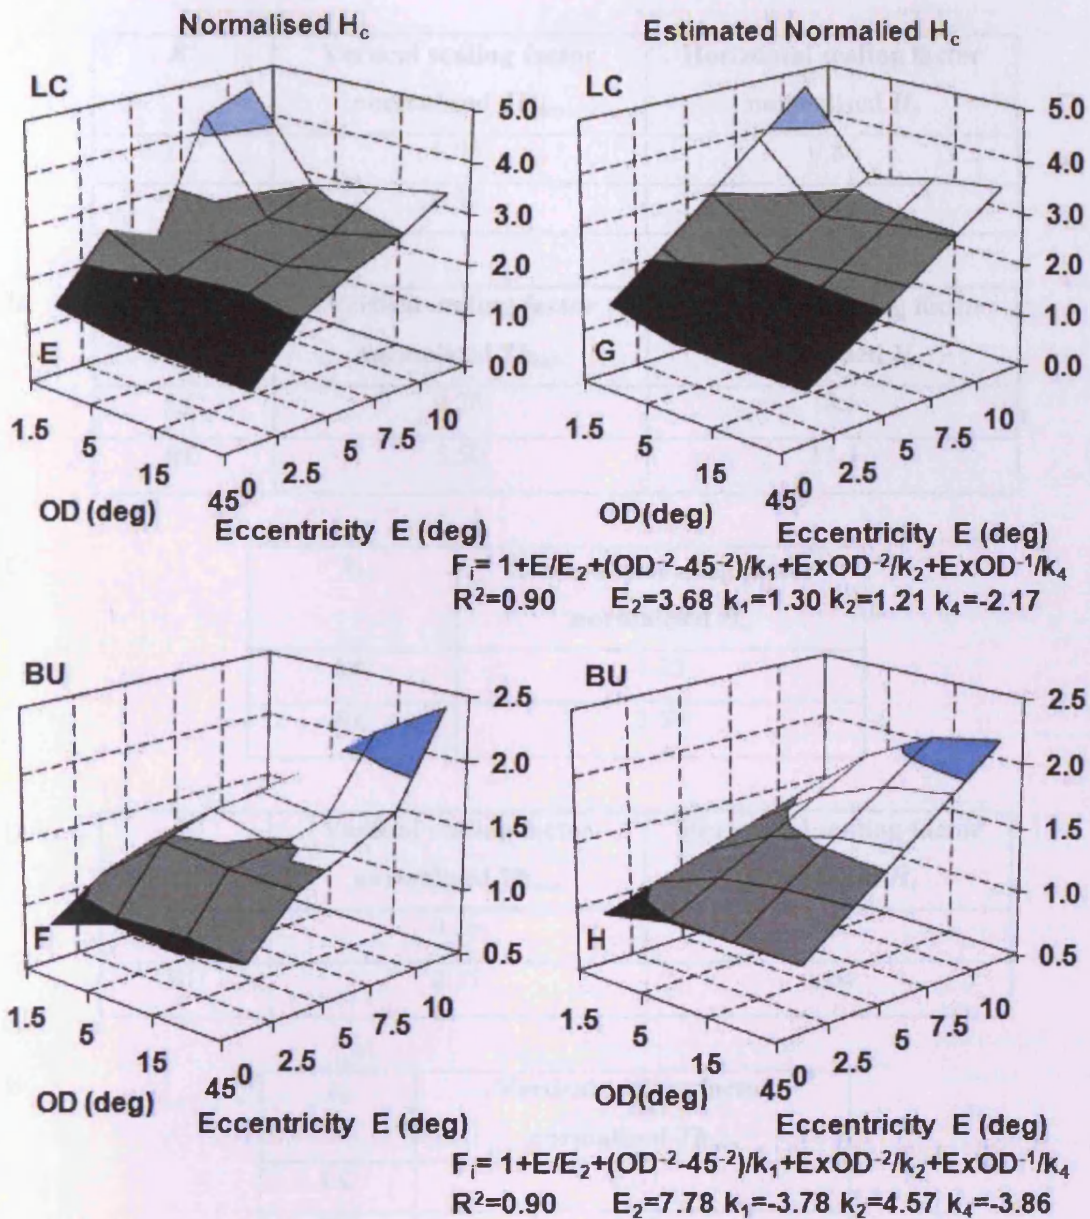 Normalised Hc
Estimated Normalied Hc
LC
5.0
4.0
3.0
2.0
1.0
0.0
E
1.5
5
15
45
0
2.5
5
7.5
10
OD (deg)
Eccentricity E (deg)
LC
5.0
4.0
3.0
2.0
1.0
0.0
G
1.5
5
15
45
0
2.5
5
7.5
10
OD(deg)
Eccentricity E (deg)
Fi= 1+E/E2+(OD⁻²-45⁻²)/k1+ExOD⁻²/k2+ExOD⁻¹/k4
R²=0.90 E2=3.68 k1=1.30 k2=1.21 k4=-2.17
BU
2.5
2.0
1.5
1.0
0.5
F
1.5
5
15
45
0
2.5
5
7.5
10
OD (deg)
Eccentricity E (deg)
BU
2.5
2.0
1.5
1.0
0.5
H
1.5
5
15
45
0
2.5
5
7.5
10
OD(deg)
Eccentricity E (deg)
Fi= 1+E/E2+(OD⁻²-45⁻²)/k1+ExOD⁻²/k2+ExOD⁻¹/k4
R²=0.90 E2=7.78 k1=-3.78 k2=4.57 k4=-3.86